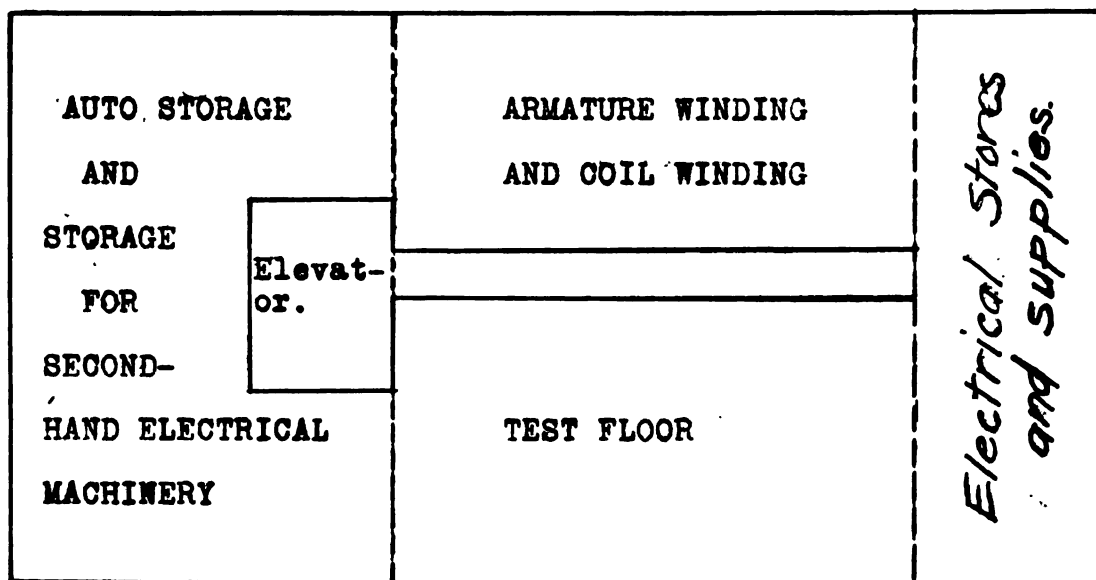 AUTO STORAGE
AND
STORAGE
FOR
SECOND-
HAND ELECTRICAL
MACHINERY
Elevat-
or.
ARMATURE WINDING
AND COIL WINDING
TEST FLOOR
Electrical Stores
and supplies.